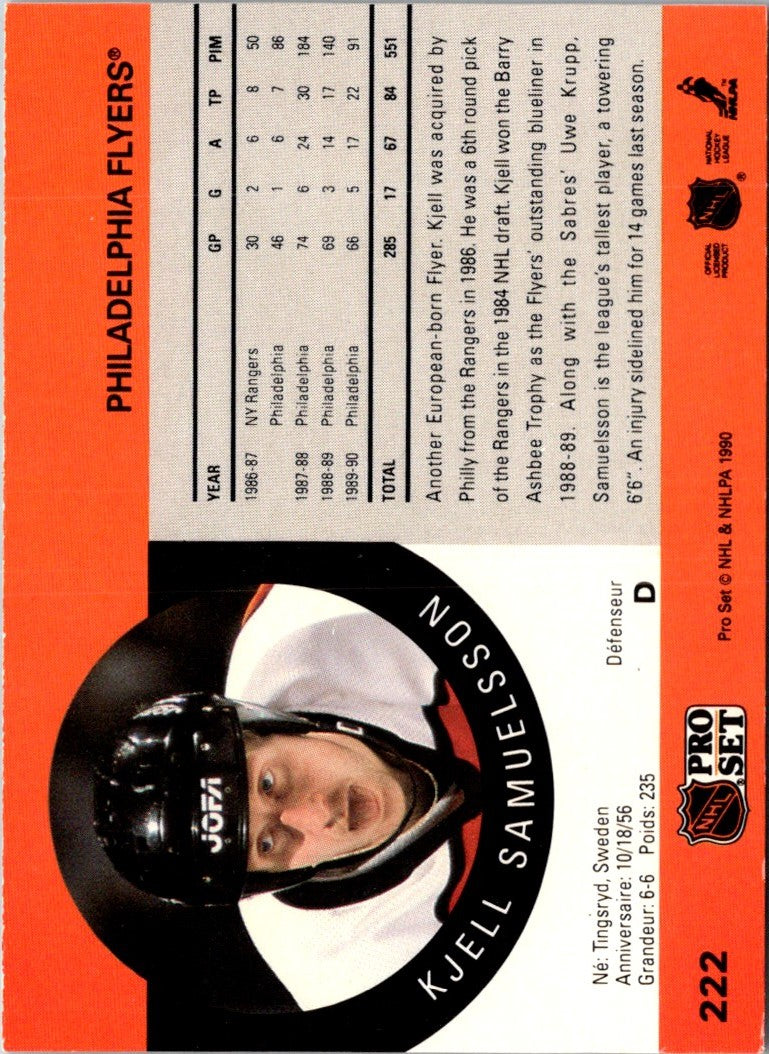 PHILADELPHIA FLYERS®
YEAR GP G A TP PIM
1986-87 NY Rangers 30 2 6 8 50
Philadelphia 46 1 6 7 86
1987-88 Philadelphia 74 6 24 30 184
1988-89 Philadelphia 69 3 14 17 140
1989-90 Philadelphia 66 5 17 22 91
TOTAL 285 17 67 84 551
Another European-born Flyer. Kjell was acquired by
Philly from the Rangers in 1986. He was a 6th round pick
of the Rangers in the 1984 NHL draft. Kjell won the Barry
Ashbee Trophy as the Flyers' outstanding blueliner in
1988-89. Along with the Sabres' Uwe Krupp,
Samuelsson is the league's tallest player, a towering
6'6". An injury sidelined him for 14 games last season.
JOFA
KJELL SAMUELSSON
Né: Tingsryd, Sweden
Anniversaire: 10/18/56
Grandeur: 6-6 Poids: 235
Défenseur
D
222
NHL
PRO
SET
®
Pro Set © NHL & NHLPA 1990
OFFICIAL
LICENSED
PRODUCT
NHL
®
NATIONAL
HOCKEY
LEAGUE
NHLPA
™